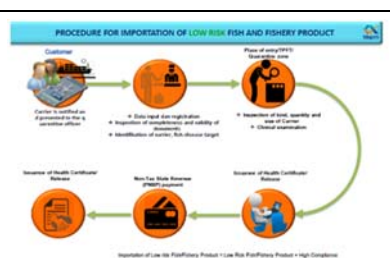 PROCEDURE FOR IMPORTATION OF LOW RISK FISH AND FISHERY PRODUCT
Customer
Carrier is notified an
d presented to the q
uarantine officer
Data input also registration
Inspection of completeness and validity of
documents
Identification of carrier, fish disease target
Place of entry/TPFT/
Quarantine zone
Inspection of kind, quantity and
size of Carrier
Clinical examination
Issuance of Health Certificate/
Release
Non-Tax State Revenue
(PNBP) payment
Issuance of Health Certificate/
Release
Importation of Low risk Fish/Fishery Product = Low Risk Fish/Fishery Product + High Compliance